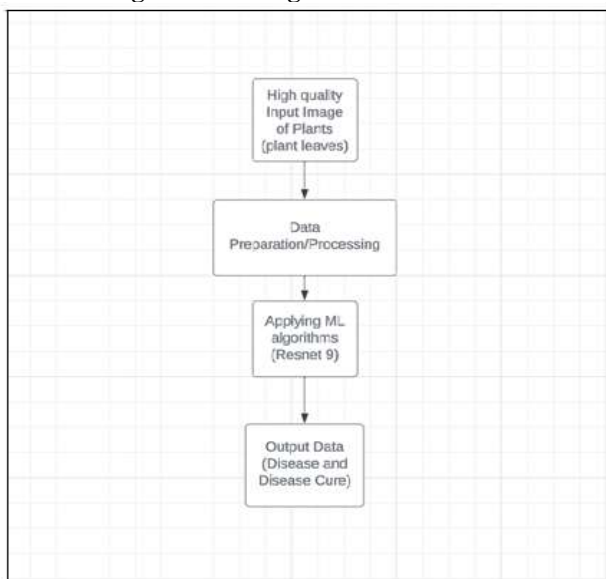 High quality
Input Image
of Plants
(plant leaves)
Data
Preparation/Processing
Applying ML
algorithms
(Resnet 9)
Output Data
(Disease and
Disease Cure)